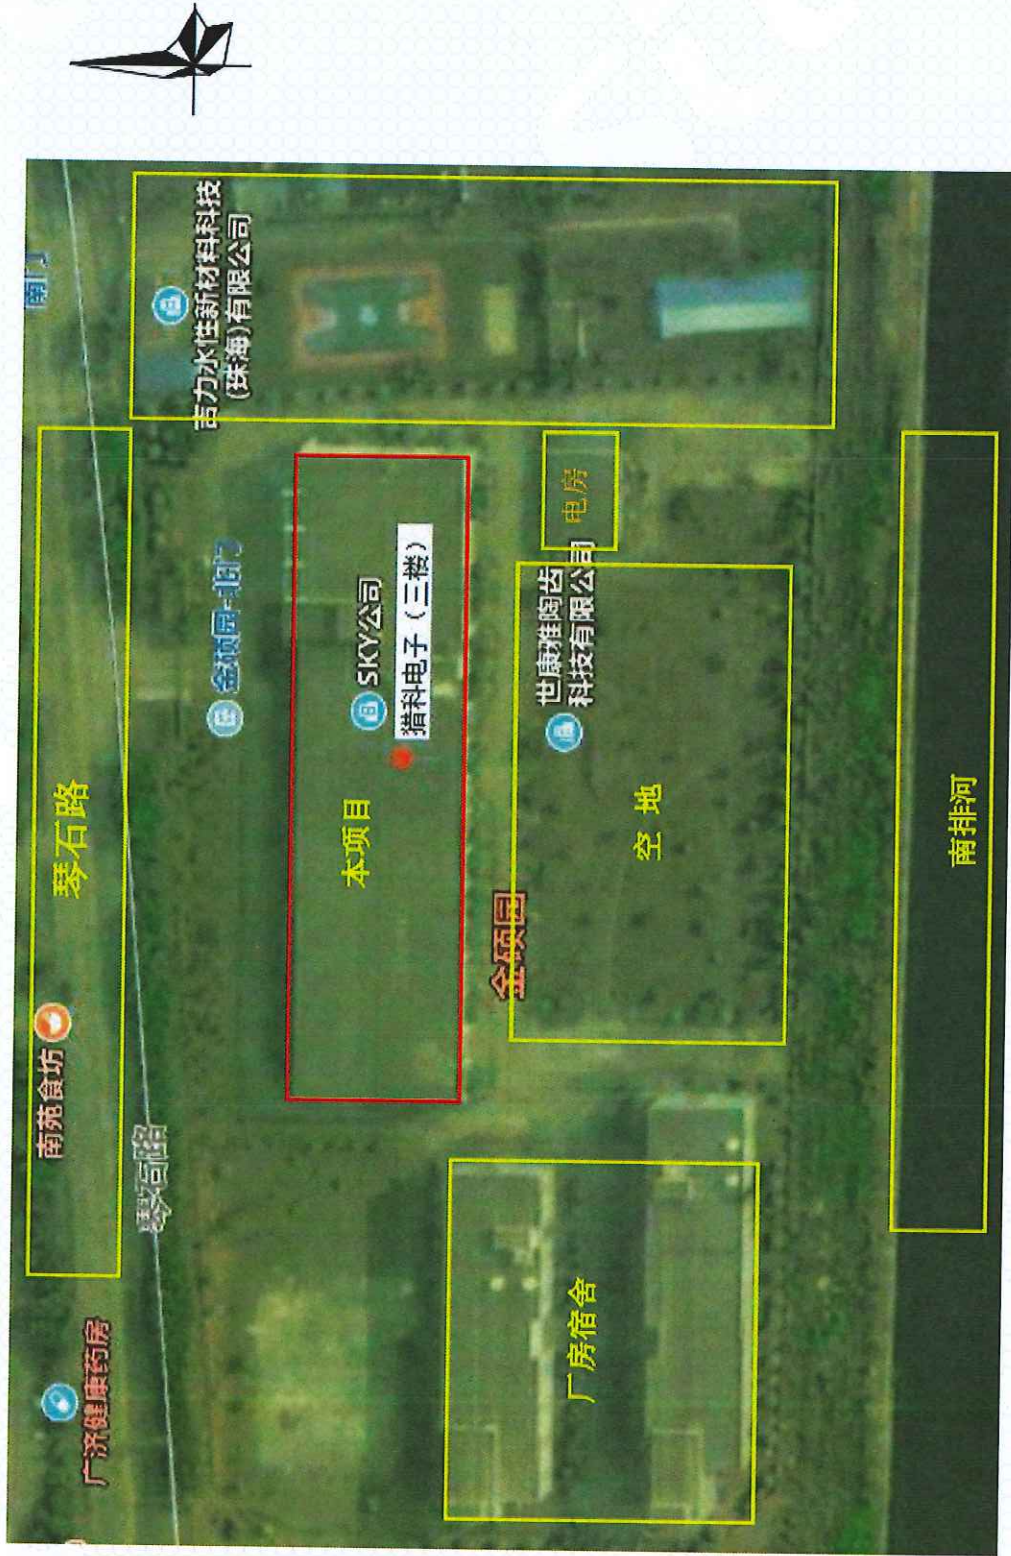 广济健康药房
南苑食坊
琴石路
南门
琴石路
金硕园-北门
吉力水性新材料科技
(珠海)有限公司
本项目
SKY公司
猎科电子（三楼）
金硕园
世康雅陶齿
科技有限公司
电房
空 地
厂房宿舍
南排河